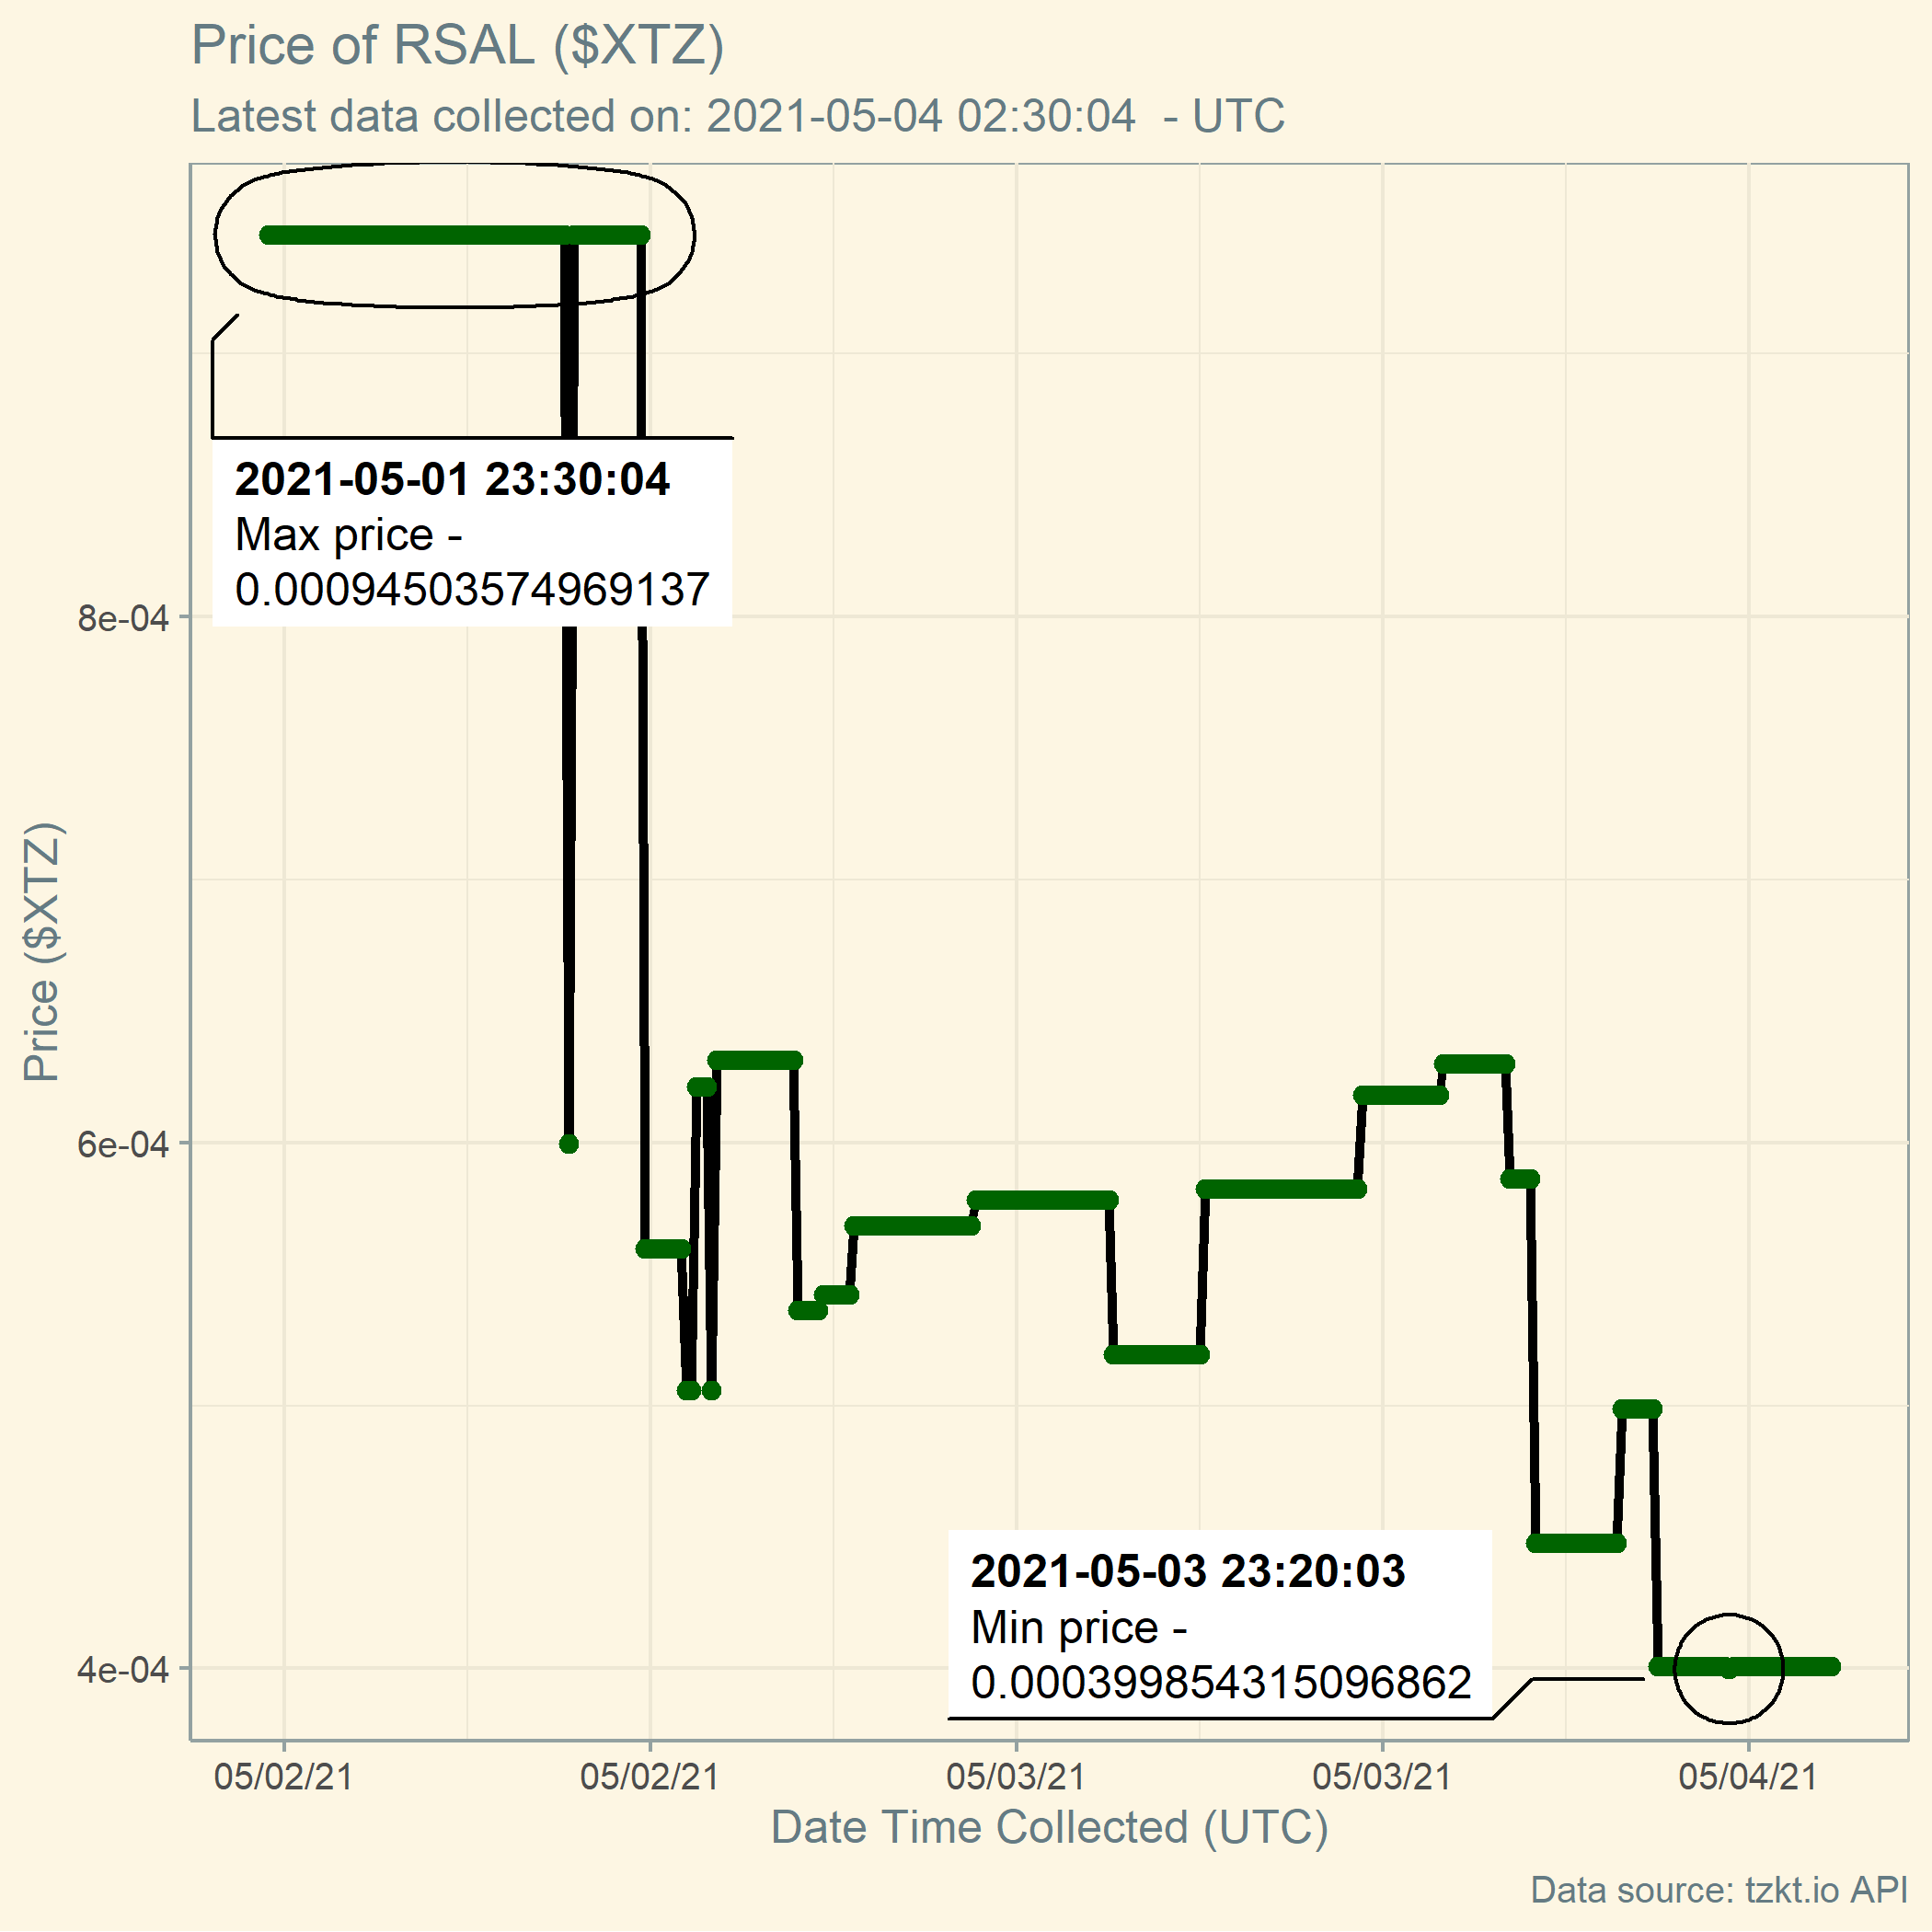 Price of RSAL ($XTZ)
Latest data collected on: 2021-05-04 02:30:04  - UTC
2021-05-01 23:30:04
Max price -
0.00094503574969137
8e-04
6e-04
4e-04
Price ($XTZ)
2021-05-03 23:20:03
Min price -
0.000399854315096862
05/02/21 05/02/21 05/03/21 05/03/21 05/04/21
Date Time Collected (UTC)
Data source: tzkt.io API